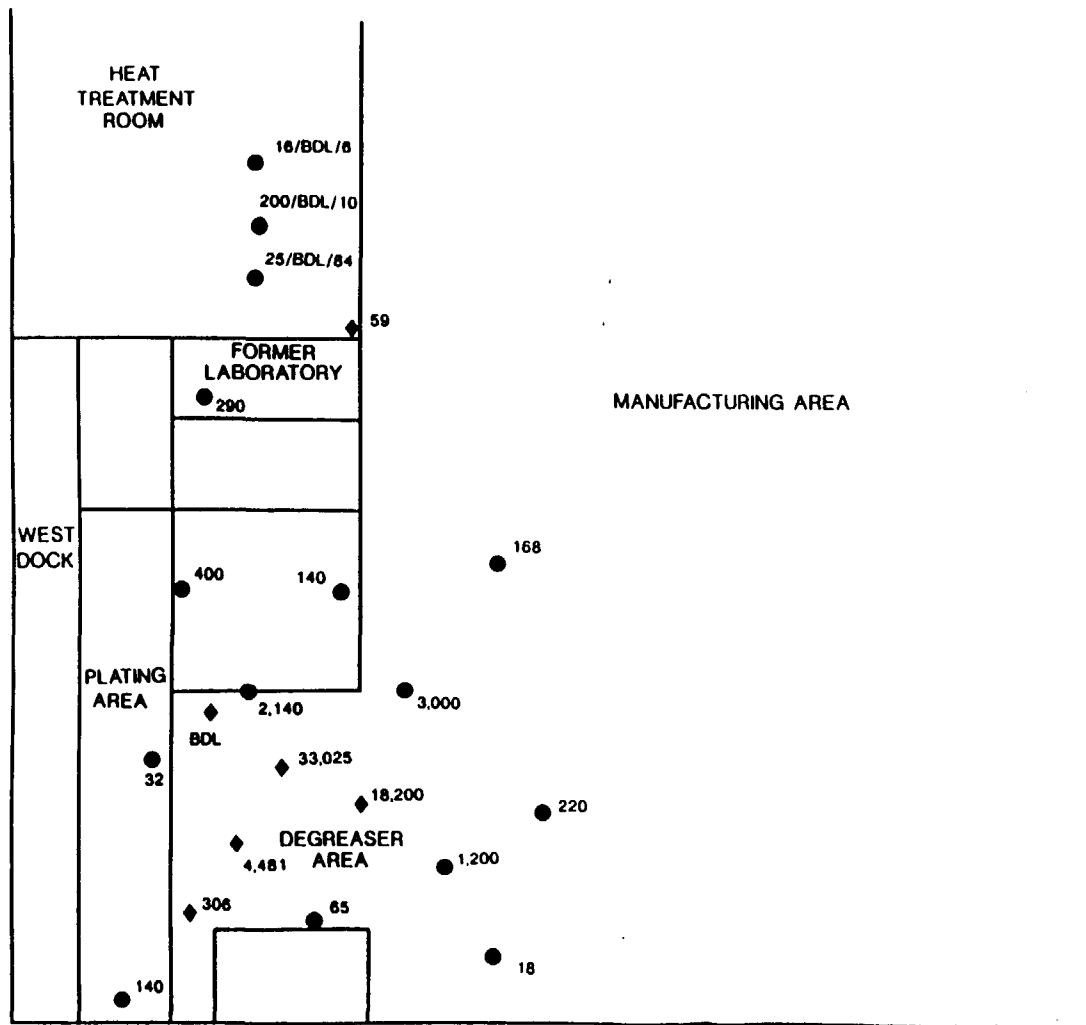 HEAT
TREATMENT
ROOM
16/BDL/6
200/BDL/10
25/BDL/64
59
FORMER
LABORATORY
290
MANUFACTURING AREA
WEST
DOCK
168
400
140
PLATING
AREA
2,140
3,000
BDL
32
33,025
18,200
220
DEGREASER
AREA
4,481
1,200
306
65
18
140